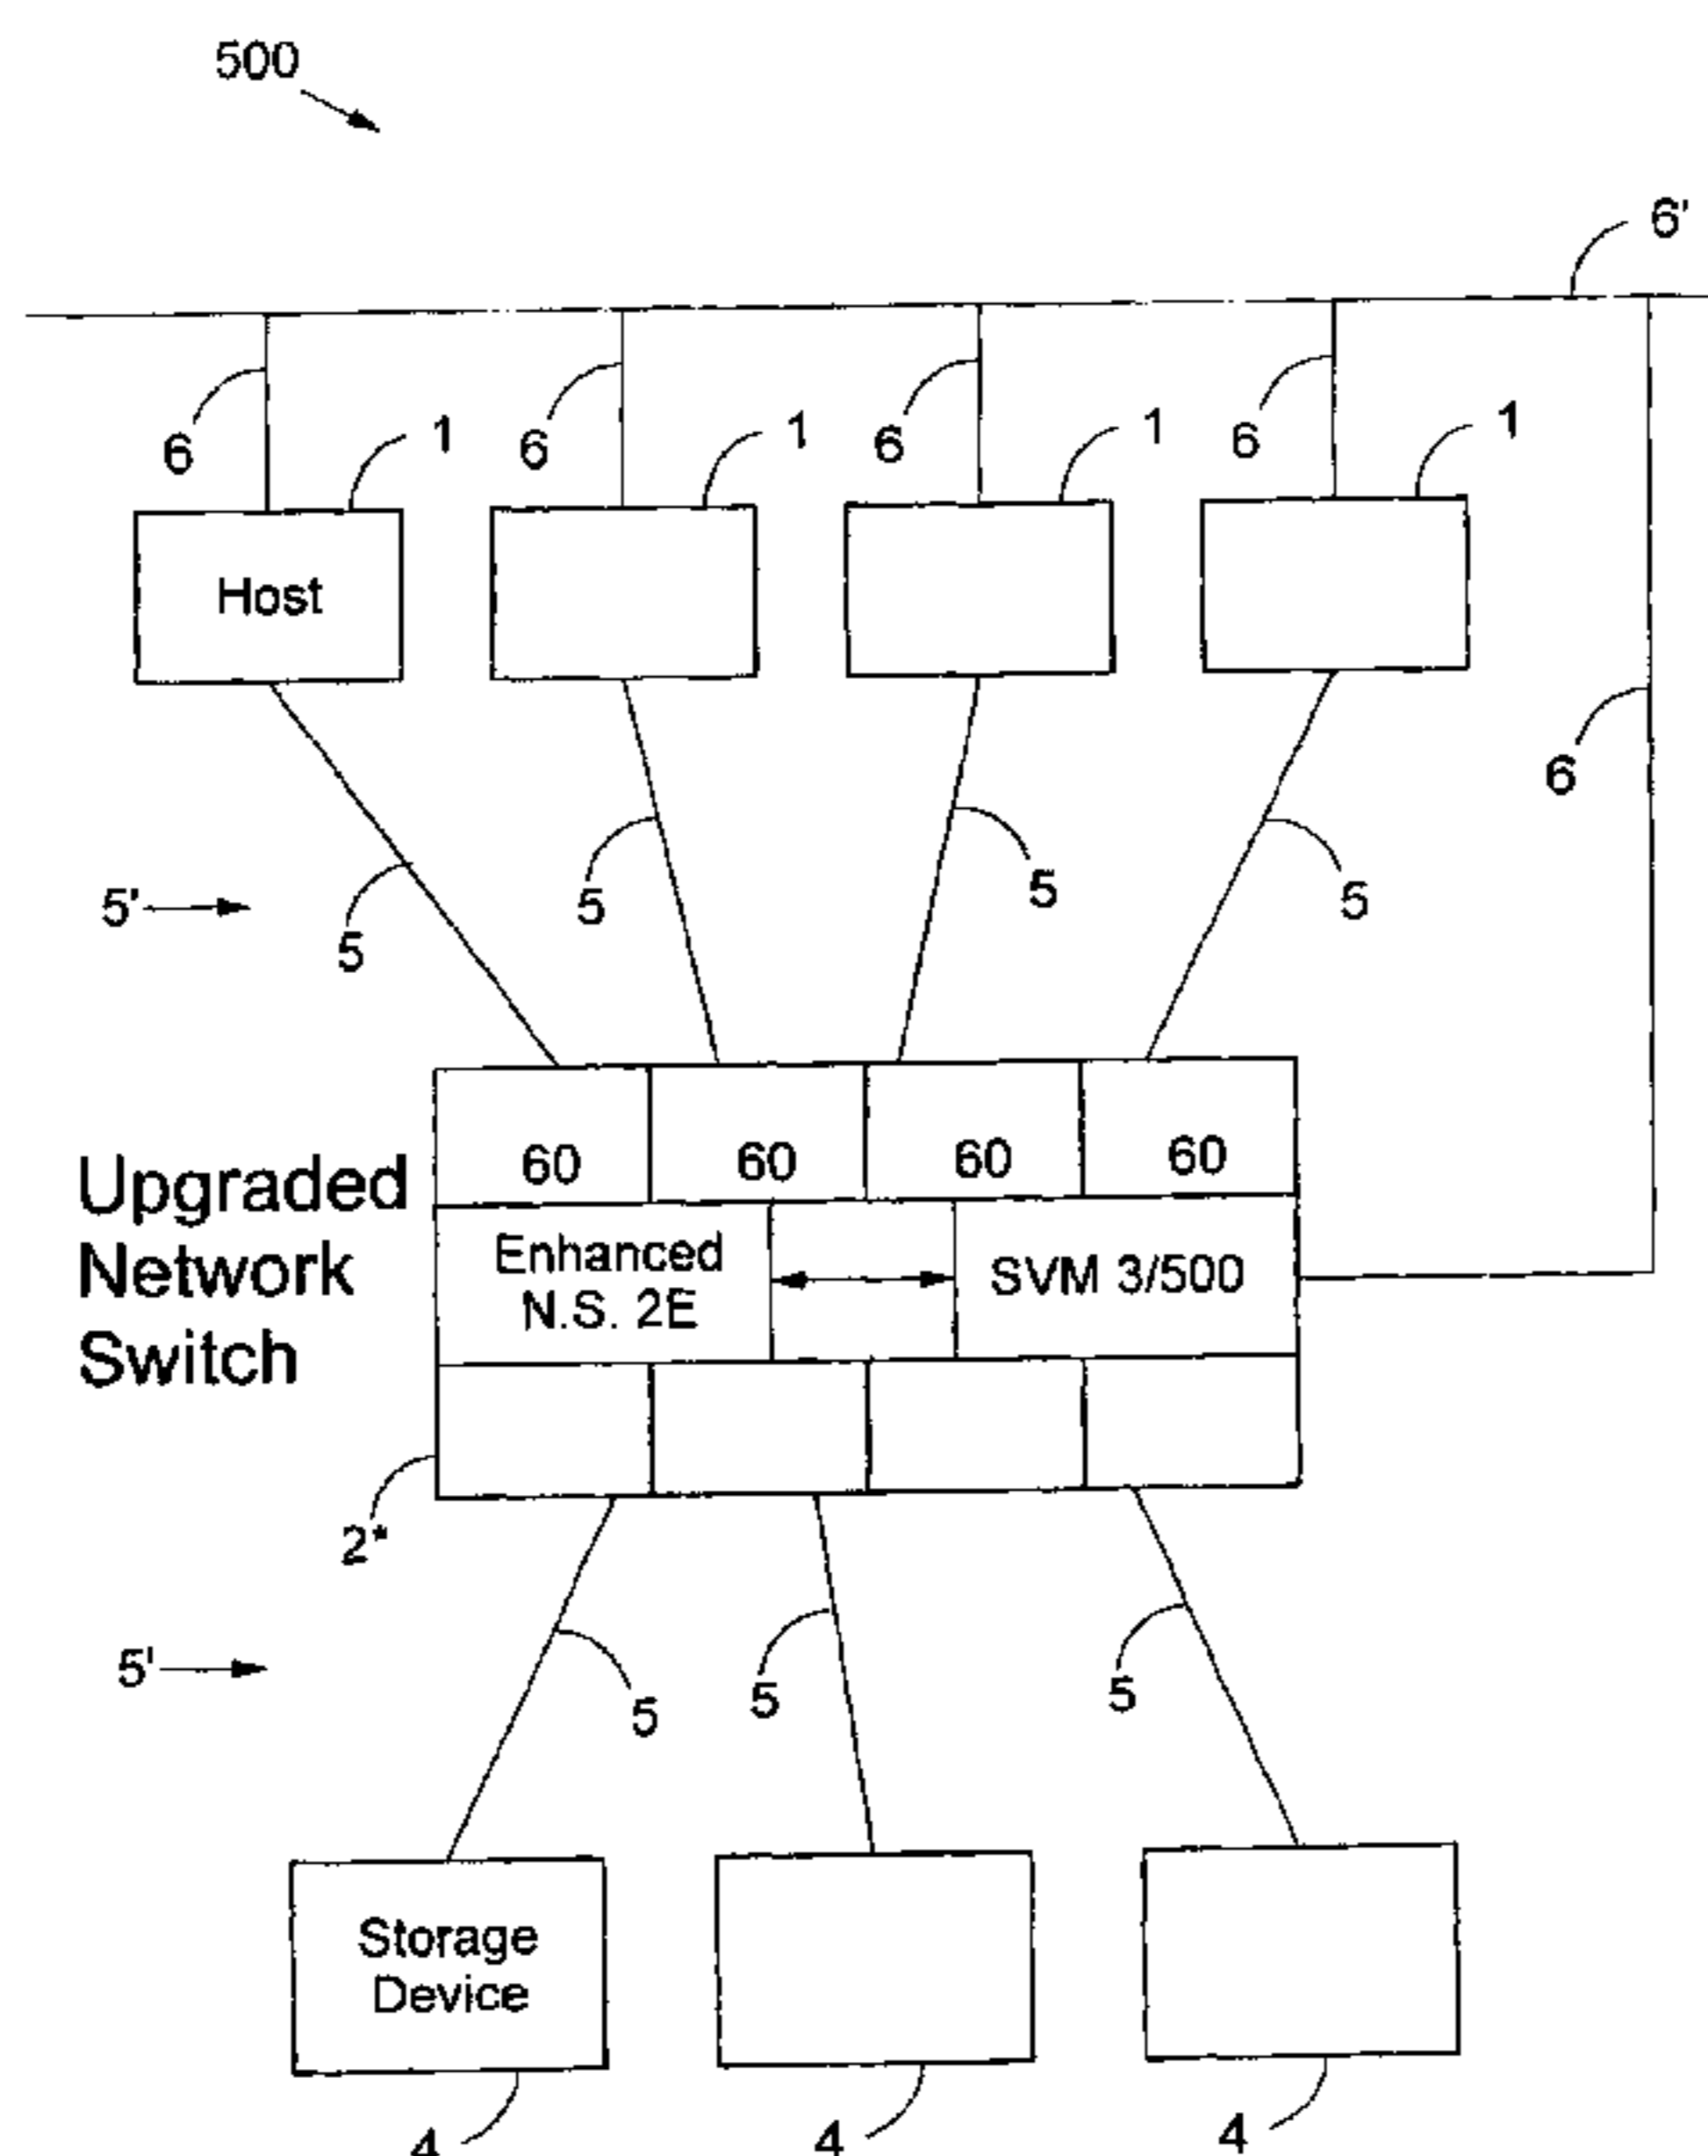 500
6'
6 1 6 1 6 1 6 1
Host
6
5' 5 5 5 5
60 60 60 60
Upgraded
Network
Switch
Enhanced
N.S. 2E
SVM 3/500
2*
5' 5 5 5
Storage
Device
4 4 4